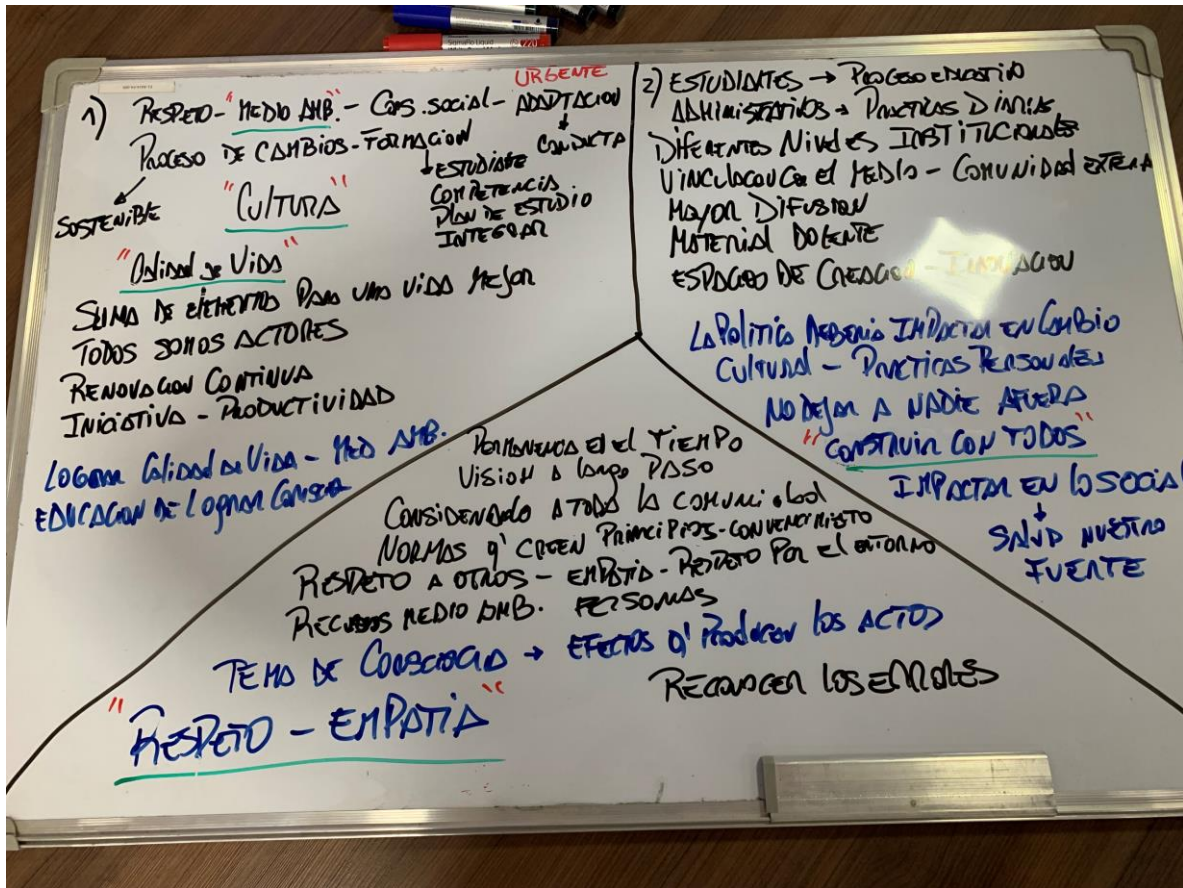 URGENTE
1) RESPETO - "MEDIO AMB." - CONS. SOCIAL - ADAPTACION
PROCESO DE CAMBIOS - FORMACION
CONDUCTA
SOSTENIBLE
"CULTURA"
ESTUDIANTE
COMPETENCIA
PLAN DE ESTUDIO
INTEGRAR
"CALIDAD DE VIDA"
SUMA DE ELEMENTOS PARA UNA VIDA MEJOR
TODOS SOMOS ACTORES
RENOVACION CONTINUA
INICIATIVA - PRODUCTIVIDAD
LOGRAR CALIDAD DE VIDA - MED AMB.
EDUCACION DE LOGRAR
2) ESTUDIANTES → PROCESO EDUCATIVO
ADMINISTRATIVOS → PRACTICAS DIARIAS
DIFERENTES NIVELES INSTITUCIONALES
VINCULACION CON EL MEDIO - COMUNIDAD EXTERNA
MAYOR DIFUSION
MATERIAL DOCENTE
ESPACIO DE CREACION - INNOVACION
LA POLITICA DEBERIA IMPACTAR EN CAMBIO
CULTURAL - PRACTICAS PERSONALES
NO DEJAR A NADIE AFUERA
"CONSTRUIR CON TODOS"
IMPACTAR EN LO SOCIAL
SALUD NUESTRO
FUERTE
PERMANENCIA EN EL TIEMPO
VISION A largo PASO
CONSIDERANDO A TODA LA COMUNIDAD
NORMAS q' CREEN PRINCIPIOS - CONVENCIMIENTO
RESPETO A OTROS - EMPATIA - RESPETO POR EL ENTORNO
RECURSOS MEDIO AMB. PERSONAS
TEMA DE CONSCIENCIA → EFECTOS q' PRODUCEN LOS ACTOS
RECONOCER LOS ERRORES
"RESPETO - EMPATIA"